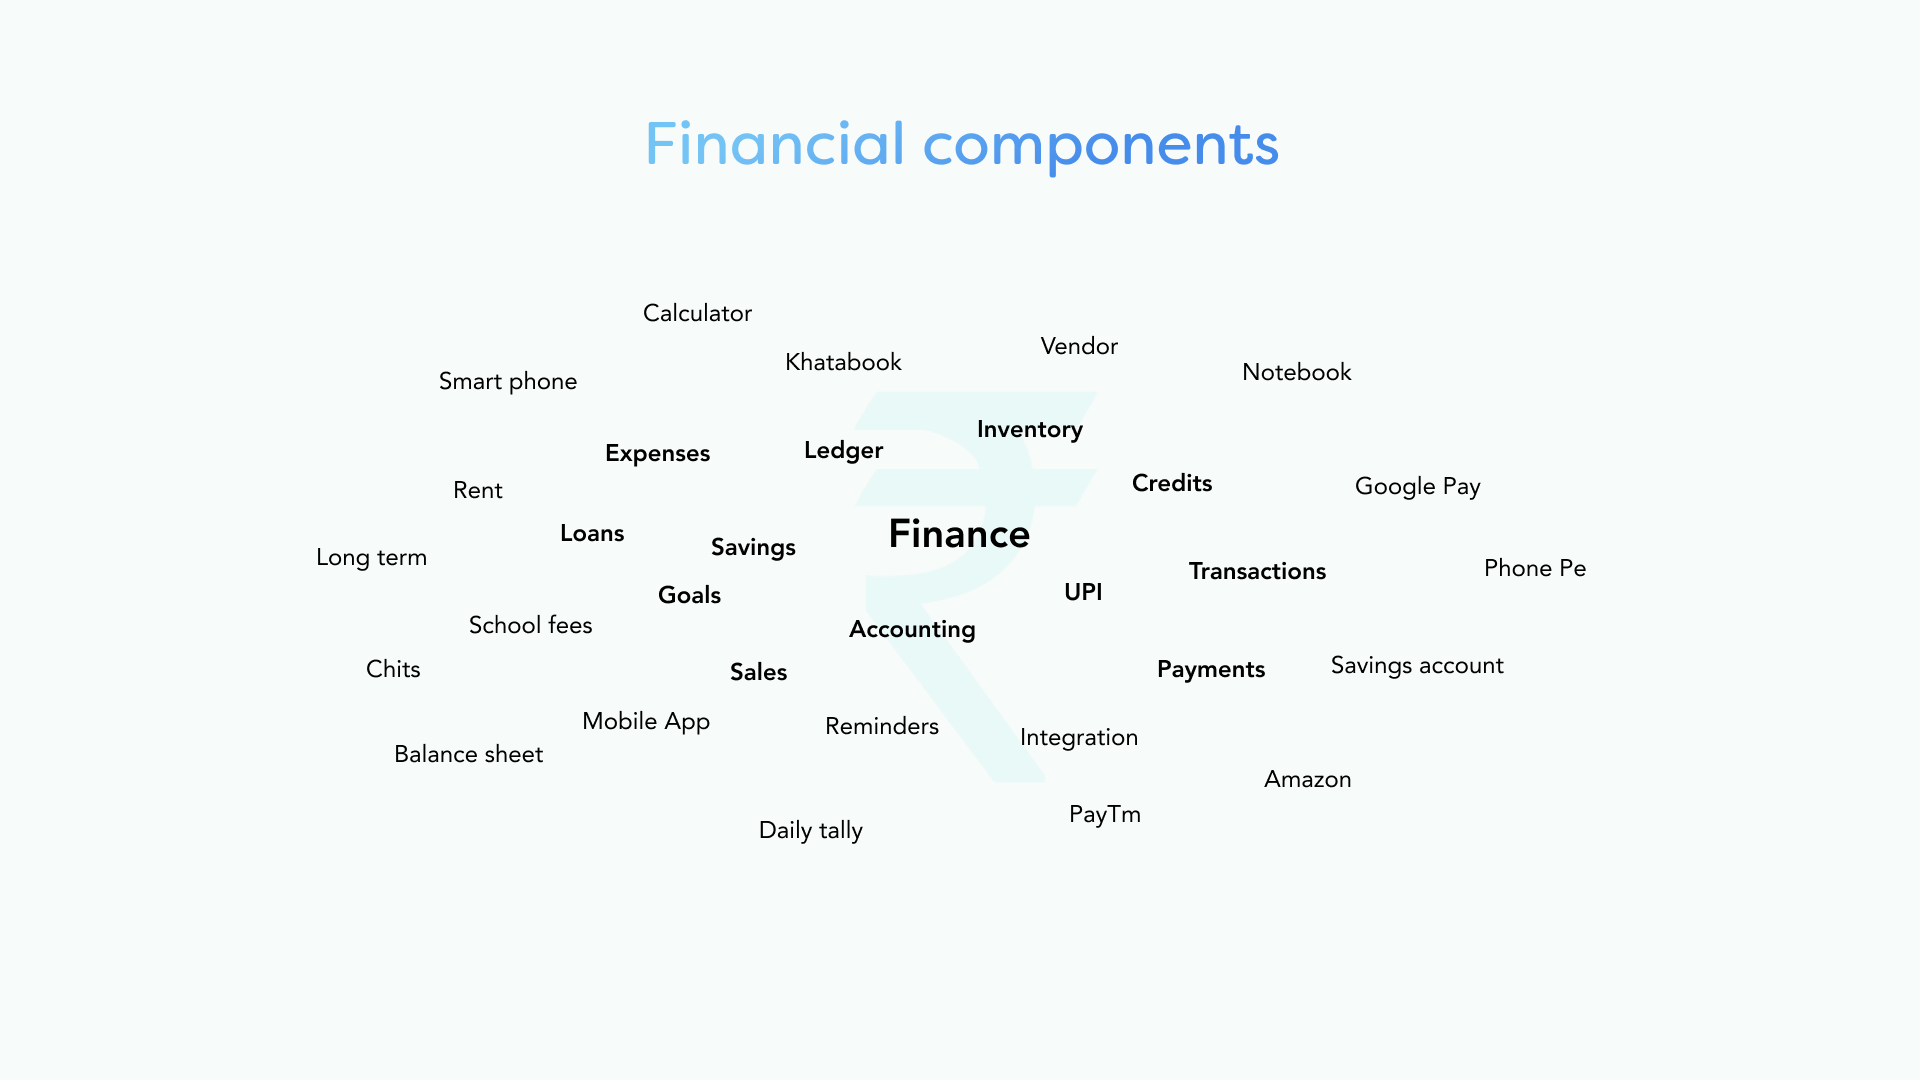 Financial components
Calculator
Vendor
Khatabook
Notebook
Smart phone
Inventory
Ledger
Expenses
Credits
Google Pay
Rent
Loans
Finance
Savings
Long term
Phone Pe
Transactions
UPI
Goals
School fees
Accounting
Savings account
Chits
Payments
Sales
Mobile App
Reminders
Integration
Balance sheet
Amazon
PayTm
Daily tally